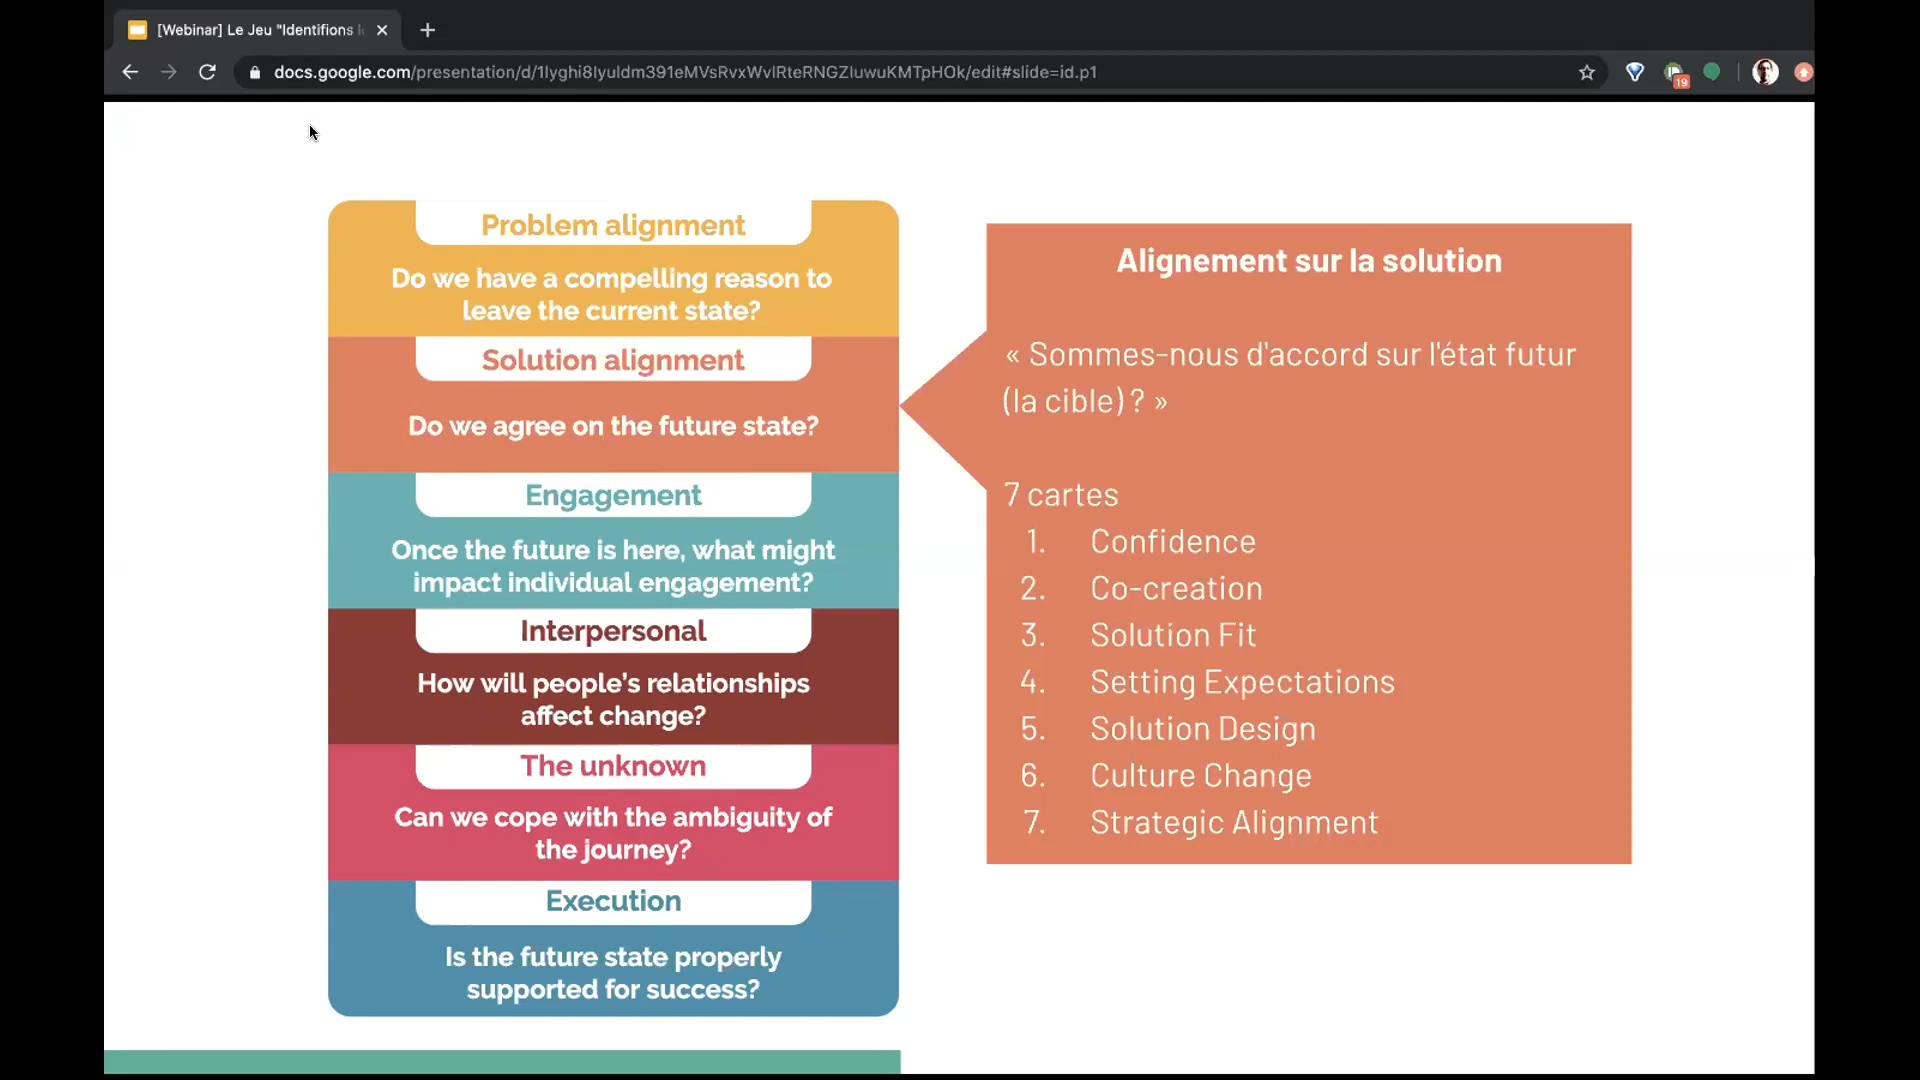 [Webinar] Le Jeu "Identifions
docs.google.com/presentation/d/1lyghi8lyuldm391eMVsRvxWvlRteRNGZluwuKMTpHOk/edit#slide=id.p1
19
Problem alignment
Do we have a compelling reason to
leave the current state?
Solution alignment
Do we agree on the future state?
Engagement
Once the future is here, what might
impact individual engagement?
Interpersonal
How will people's relationships
affect change?
The unknown
Can we cope with the ambiguity of
the journey?
Execution
Is the future state properly
supported for success?
Alignement sur la solution
« Sommes-nous d'accord sur l'état futur
(la cible) ? »
7 cartes
1. Confidence
2. Co-creation
3. Solution Fit
4. Setting Expectations
5. Solution Design
6. Culture Change
7. Strategic Alignment